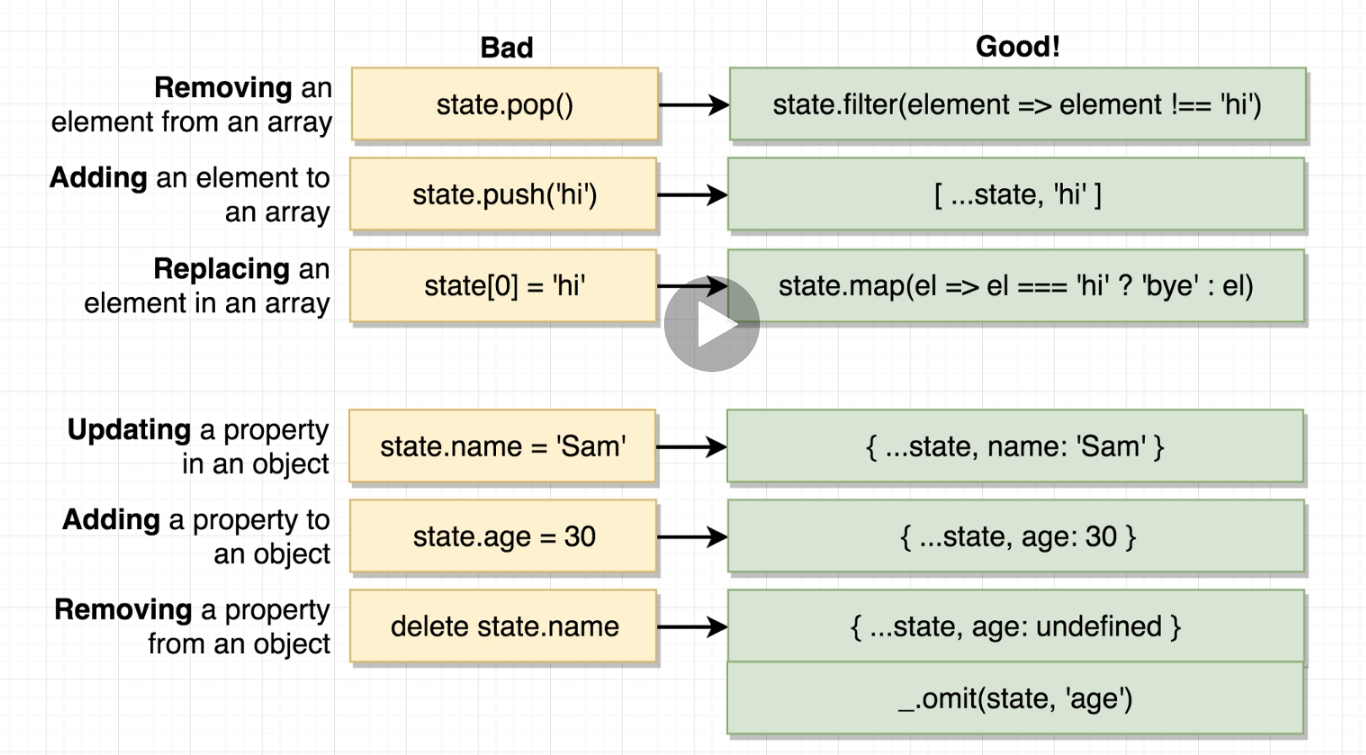 Bad
Good!
Removing an
element from an array
state.pop()
state.filter(element => element !== 'hi')
Adding an element to
an array
state.push('hi')
[ ...state, 'hi' ]
Replacing an
element in an array
state[0] = 'hi'
state.map(el => el === 'hi' ? 'bye' : el)
Updating a property
in an object
state.name = 'Sam'
{ ...state, name: 'Sam' }
Adding a property to
an object
state.age = 30
{ ...state, age: 30 }
Removing a property
from an object
delete state.name
{ ...state, age: undefined }
_.omit(state, 'age')